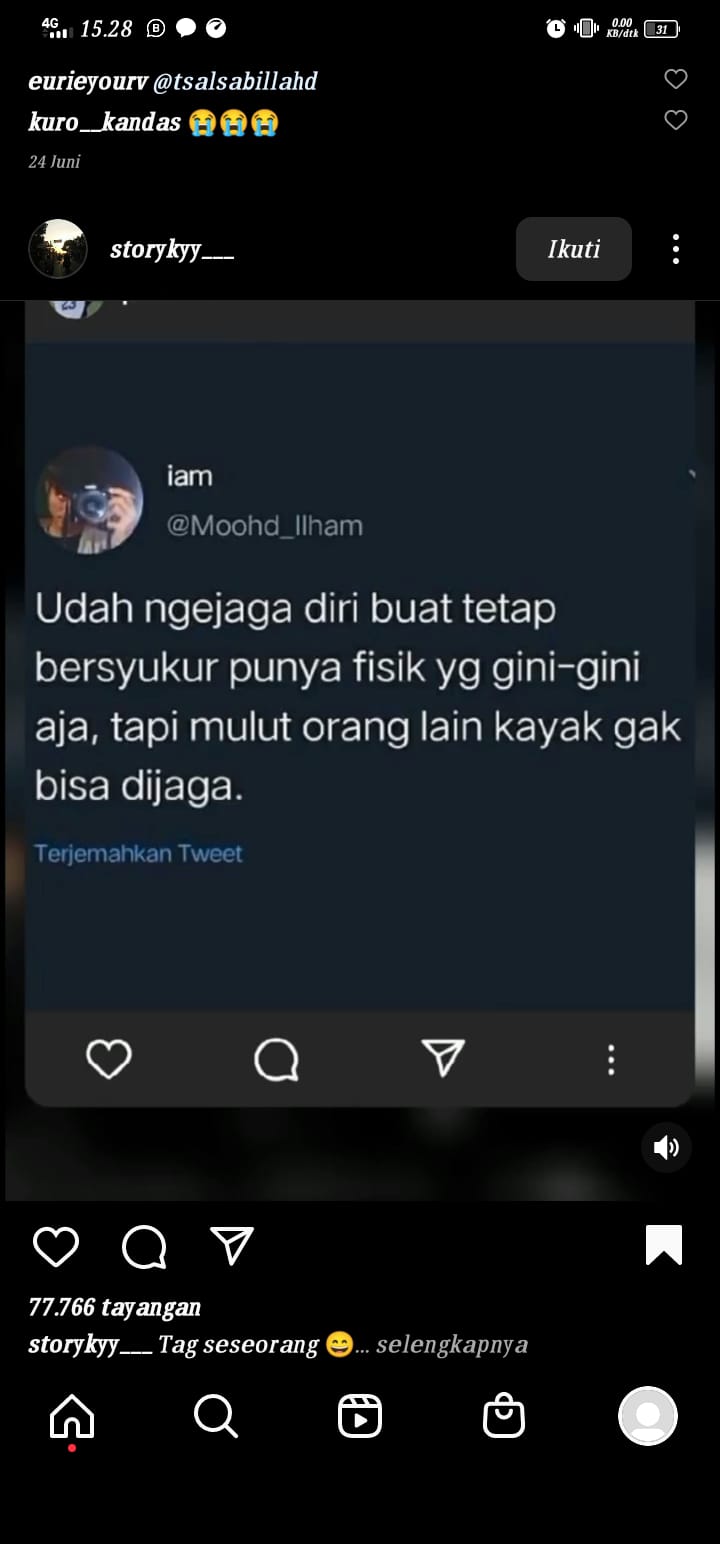 4G 15.28 0.00 KB/dtk 31
eurieyourv @tsalsabillahd
kuro__kandas 😭😭😭
24 Juni
storykyy___ Ikuti
23
iam
@Moohd_Ilham
Udah ngejaga diri buat tetap
bersyukur punya fisik yg gini-gini
aja, tapi mulut orang lain kayak gak
bisa dijaga.
Terjemahkan Tweet
77.766 tayangan
storykyy___ Tag seseorang 😄... selengkapnya